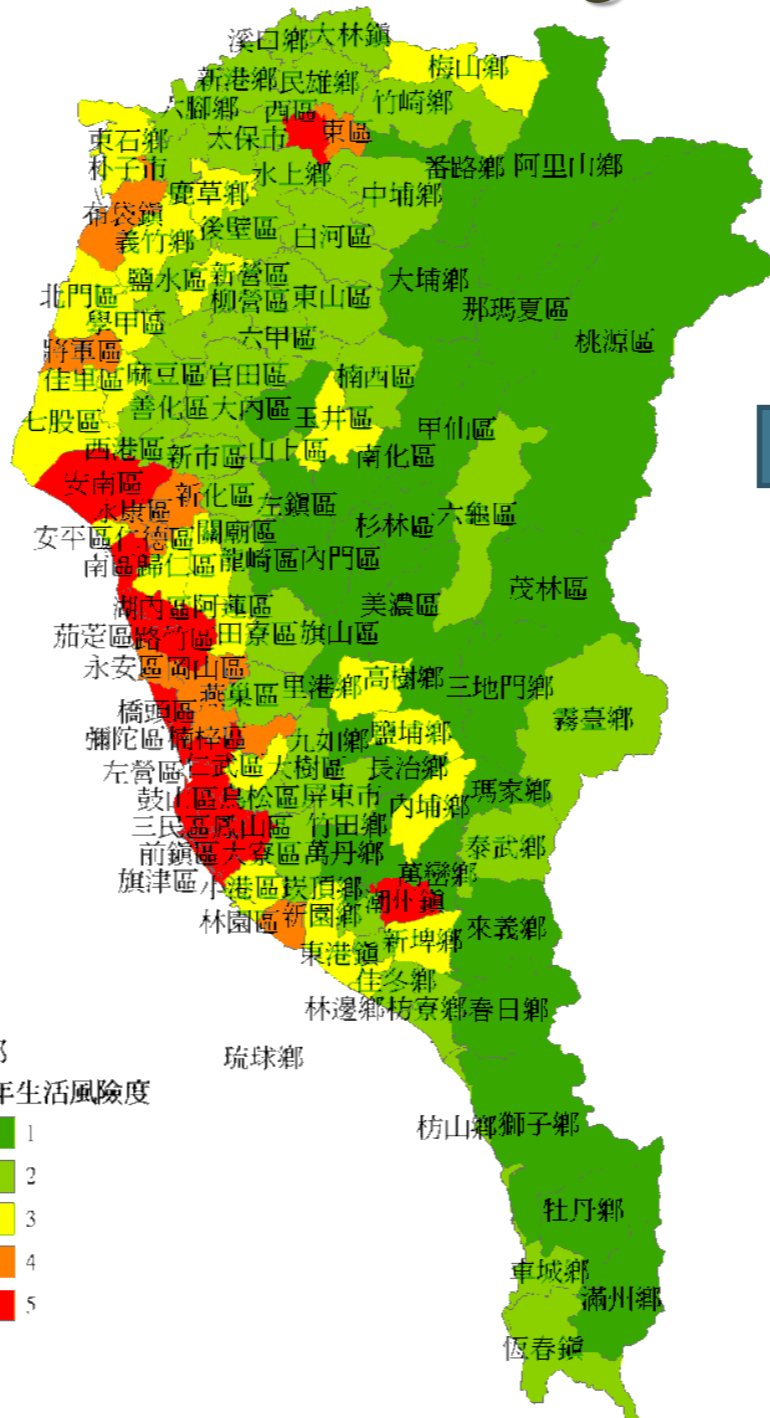 溪口鄉 大林鎮
梅山鄉
新港鄉 民雄鄉
竹崎鄉
六腳鄉 西區
東區
東石鄉 太保市
朴子市 水上鄉 番路鄉 阿里山鄉
鹿草鄉 中埔鄉
布袋鎮
義竹鄉 後壁區 白河區
鹽水區 新營區 大埔鄉
北門區 柳營區 東山區 那瑪夏區
學甲區
將軍區 六甲區 桃源區
佳里區 麻豆區 官田區 楠西區
七股區 善化區 大內區 玉井區
甲仙區
西港區 新市區 山上區 南化區
安南區 新化區 左鎮區
永康區 六龜區
安平區 仁德區 關廟區 杉林區
南區 歸仁區 龍崎區 內門區
茂林區
湖內區 阿蓮區 美濃區
茄萣區 路竹區 田寮區 旗山區
永安區 岡山區
燕巢區 里港鄉 高樹鄉 三地門鄉
橋頭區 霧臺鄉
彌陀區 楠梓區 九如鄉 鹽埔鄉
左營區 仁武區 大樹區 長治鄉
鼓山區 鳥松區 屏東市 內埔鄉 瑪家鄉
三民區 鳳山區 竹田鄉
前鎮區 大寮區 萬丹鄉 泰武鄉
旗津區 小港區 崁頂鄉 萬巒鄉
潮州鎮
林園區 新園鄉 來義鄉
東港鎮 新埤鄉
佳冬鄉
林邊鄉 枋寮鄉 春日鄉
琉球鄉
年生活風險度
1
枋山鄉 獅子鄉
2
3
牡丹鄉
4
車城鄉
5
滿州鄉
恆春鎮